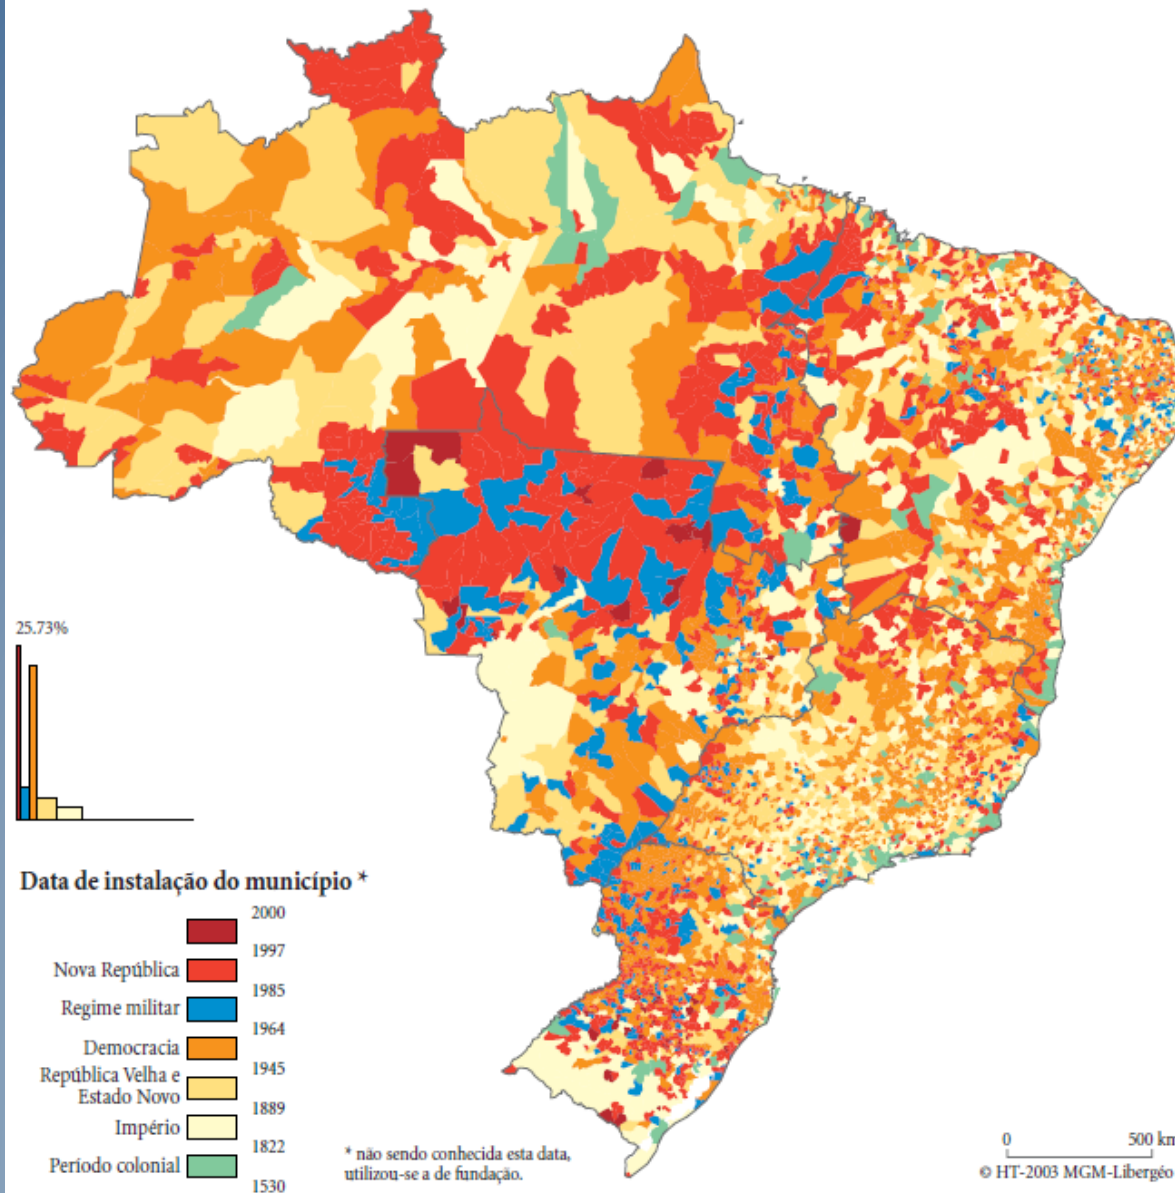 25.73%
Data de instalação do município *
2000
1997
Nova República
1985
Regime militar
1964
Democracia
1945
República Velha e
Estado Novo
1889
Império
1822
Período colonial
1530
* não sendo conhecida esta data,
utilizou-se a de fundação.
0 500 km
© HT-2003 MGM-Libergéo